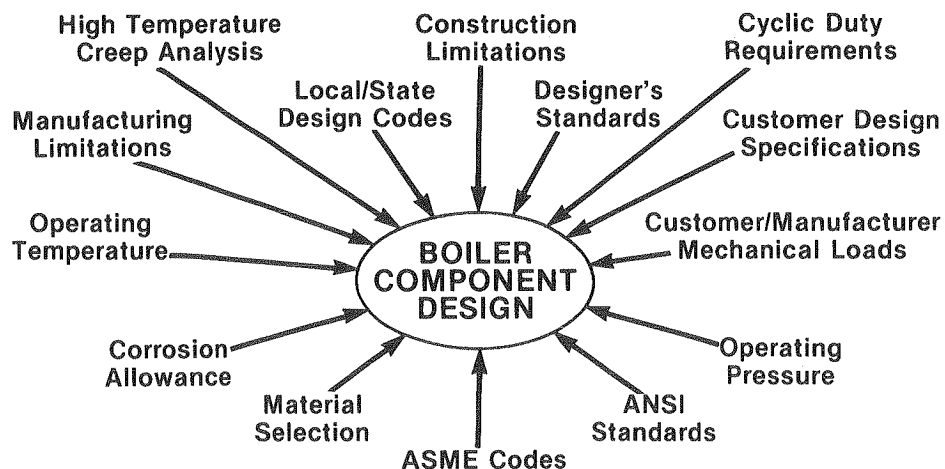 High Temperature
Creep Analysis
Construction
Limitations
Cyclic Duty
Requirements
Local/State
Design Codes
Designer's
Standards
Manufacturing
Limitations
Customer Design
Specifications
Operating
Temperature
BOILER
COMPONENT
DESIGN
Customer/Manufacturer
Mechanical Loads
Corrosion
Allowance
Operating
Pressure
Material
Selection
ANSI
Standards
ASME Codes